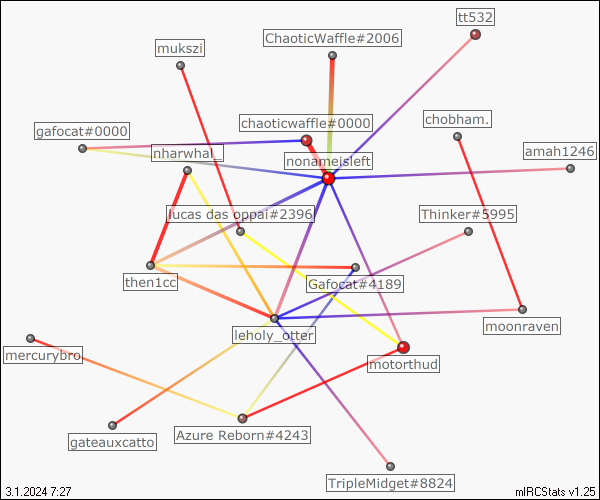 tt532
ChaoticWaffle#2006
mukszi
chaoticwaffle#0000
chobham.
gafocat#0000
nharwhal_
amah1246
nonameisleft
lucas das oppai#2396
Thinker#5995
then1cc
Gafocat#4189
moonraven
leholy_otter
mercurybro
motorthud
gateauxcatto
Azure Reborn#4243
TripleMidget#8824
3.1.2024 7:27
mIRCStats v1.25